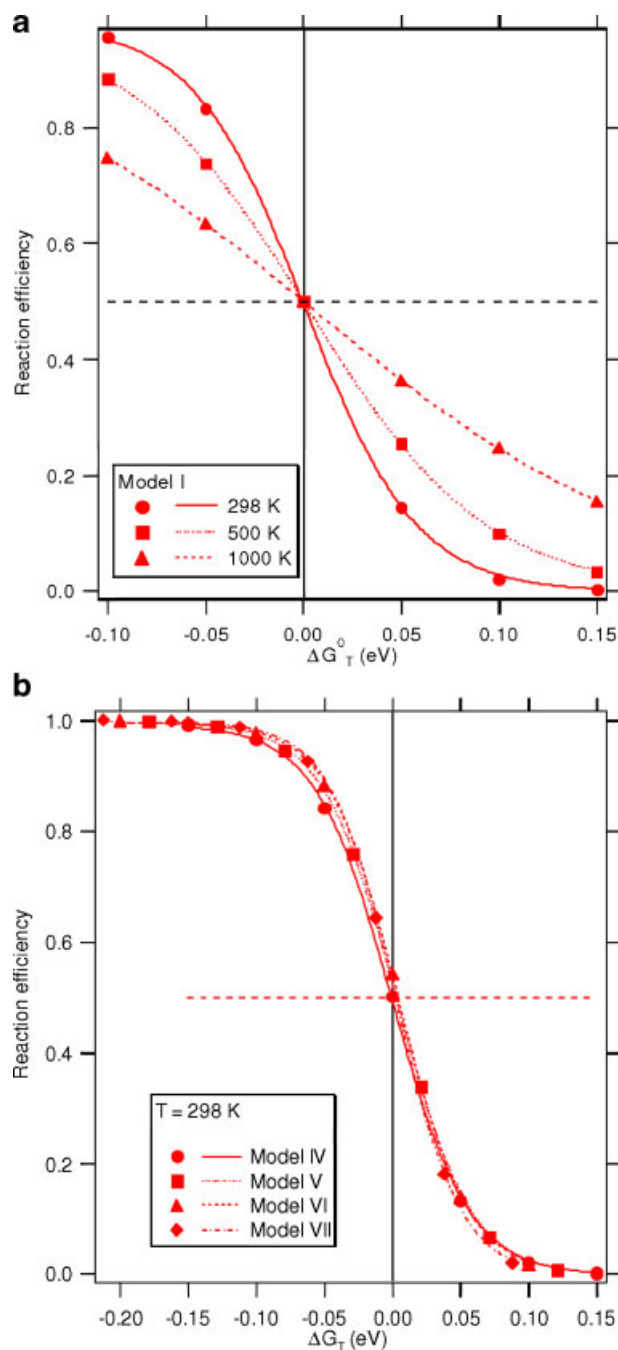 a
Reaction efficiency
0.8
0.6
0.4
0.2
0.0
Model I
298 K
500 K
1000 K
-0.10 -0.05 0.00 0.05 0.10 0.15
ΔG°T (eV)
b
Reaction efficiency
1.0
0.8
0.6
0.4
0.2
0.0
T = 298 K
Model IV
Model V
Model VI
Model VII
-0.20 -0.15 -0.10 -0.05 0.00 0.05 0.10 0.15
ΔGT (eV)